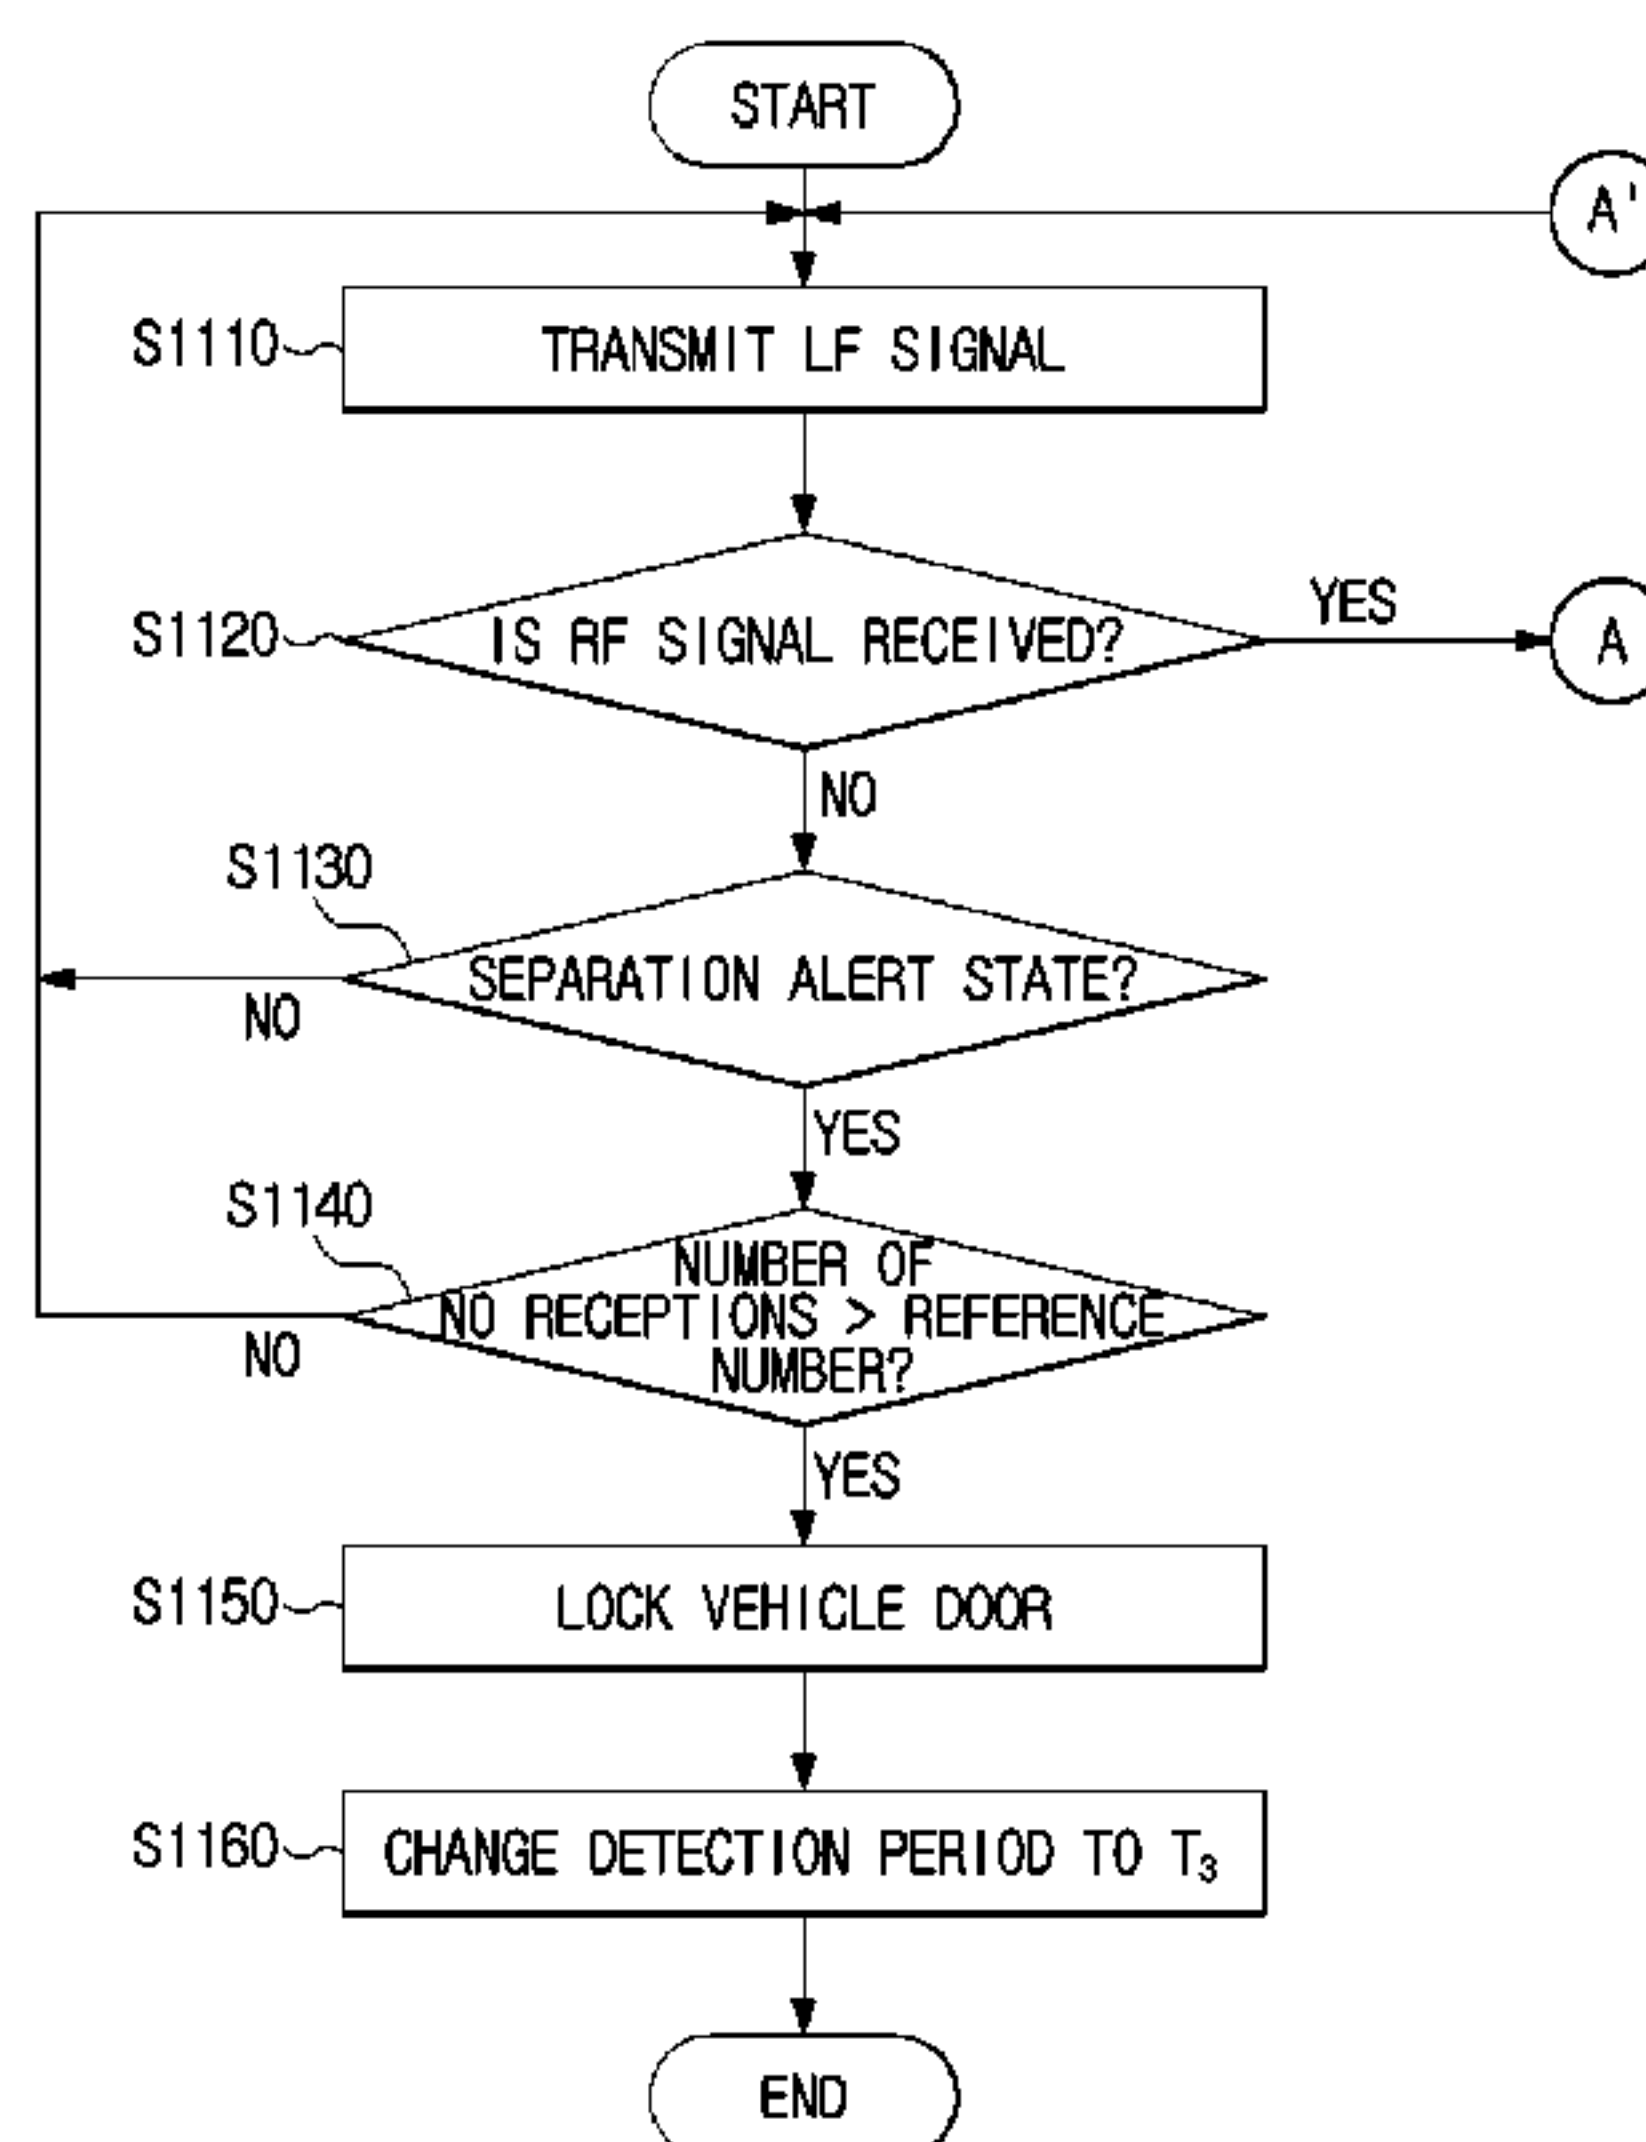 START
A'
S1110
TRANSMIT LF SIGNAL
S1120
IS RF SIGNAL RECEIVED?
YES
A
NO
S1130
SEPARATION ALERT STATE?
NO
YES
S1140
NUMBER OF
NO RECEPTIONS > REFERENCE
NUMBER?
NO
YES
S1150
LOCK VEHICLE DOOR
S1160
CHANGE DETECTION PERIOD TO T₃
END